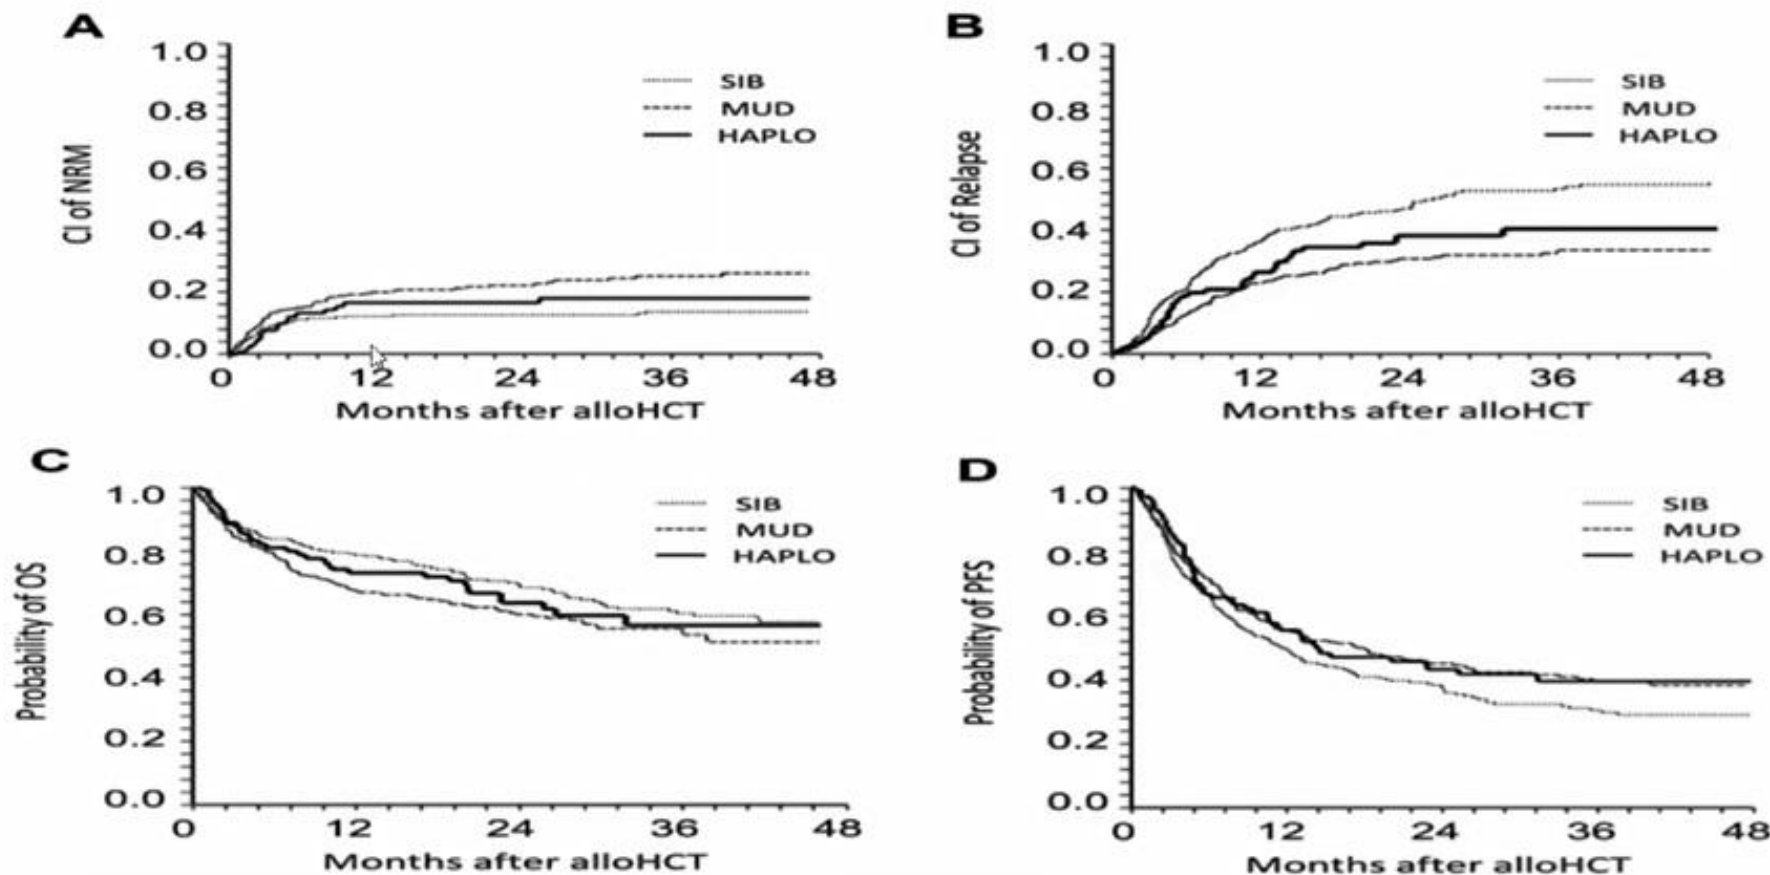 A
CI of NRM
1.0
0.8
0.6
0.4
0.2
0.0
SIB
MUD
HAPLO
0 12 24 36 48
Months after alloHCT
B
CI of Relapse
1.0
0.8
0.6
0.4
0.2
0.0
SIB
MUD
HAPLO
0 12 24 36 48
Months after alloHCT
C
Probability of OS
1.0
0.8
0.6
0.4
0.2
0.0
SIB
MUD
HAPLO
0 12 24 36 48
Months after alloHCT
D
Probability of PFS
1.0
0.8
0.6
0.4
0.2
0.0
SIB
MUD
HAPLO
0 12 24 36 48
Months after alloHCT